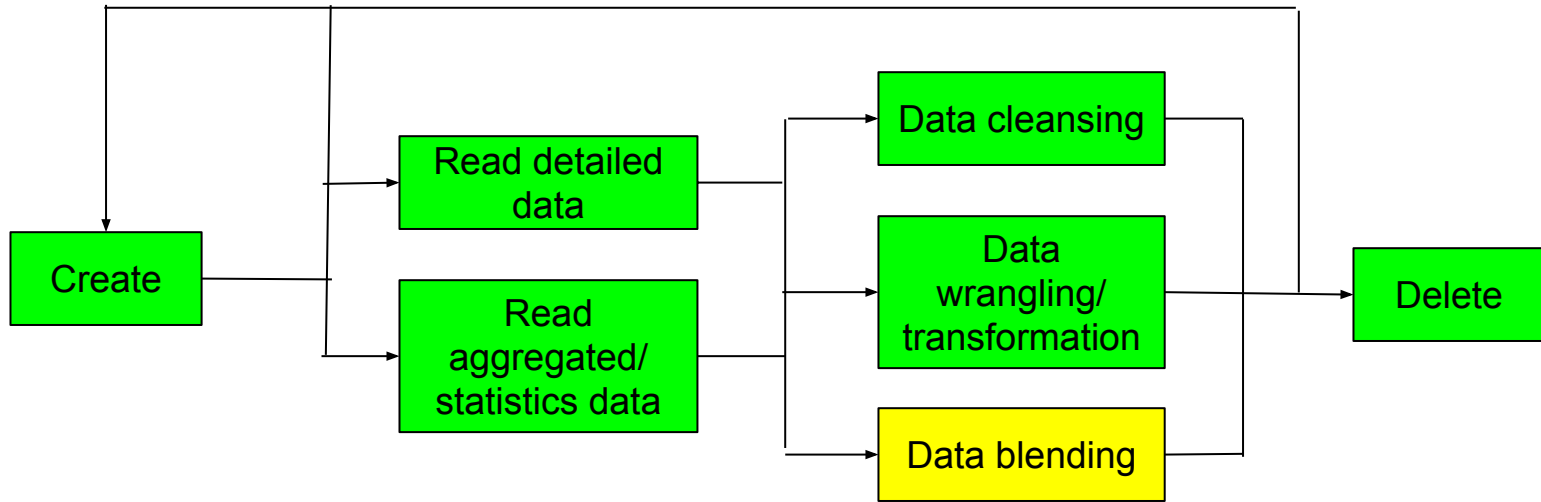 Create
Read detailed
data
Read
aggregated/
statistics data
Data cleansing
Data
wrangling/
transformation
Data blending
Delete